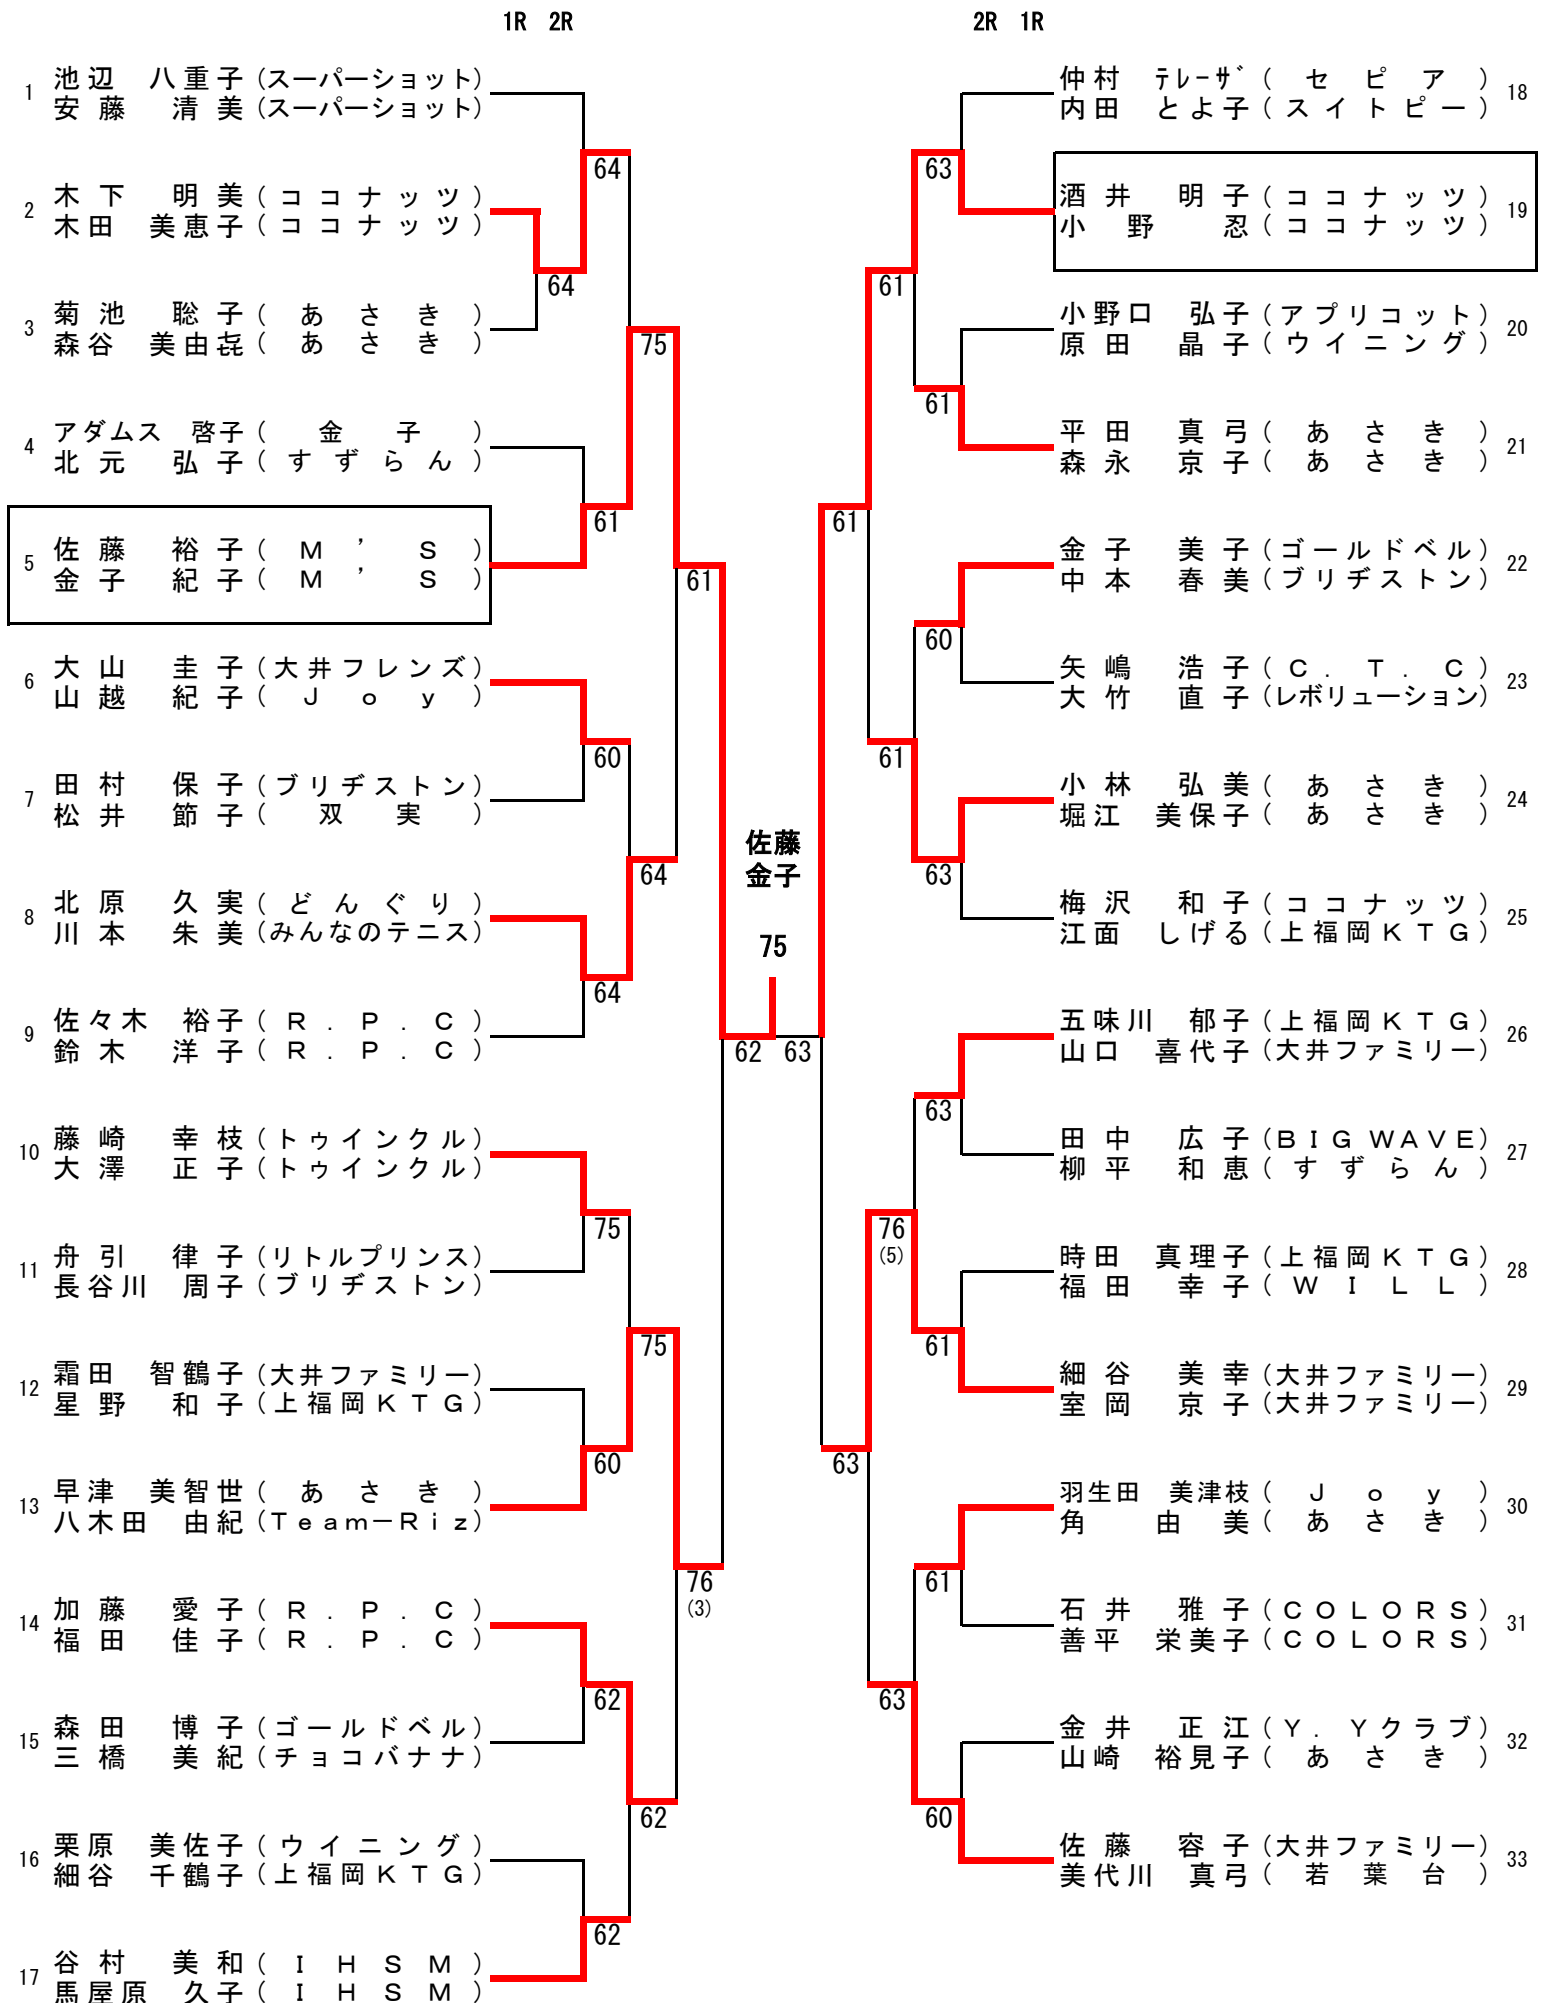 1R 2R
2R 1R
1 池辺 八重子 (スーパーショット)
安藤 清美 (スーパーショット)
64
2 木下 明美 (ココナッツ)
木田 美恵子 (ココナッツ)
64
3 菊池 聡子 (あさき)
森谷 美由㐂 (あさき)
75
4 アダムス 啓子 (金子)
北元 弘子 (すずらん)
61
5 佐藤 裕子 (M'S)
金子 紀子 (M'S)
61
6 大山 圭子 (大井フレンズ)
山越 紀子 (Joy)
60
7 田村 保子 (ブリヂストン)
松井 節子 (双実)
64
8 北原 久実 (どんぐり)
川本 朱美 (みんなのテニス)
64
9 佐々木 裕子 (R.P.C)
鈴木 洋子 (R.P.C)
10 藤崎 幸枝 (トゥインクル)
大澤 正子 (トゥインクル)
75
11 舟引 律子 (リトルプリンス)
長谷川 周子 (ブリヂストン)
75
12 霜田 智鶴子 (大井ファミリー)
星野 和子 (上福岡KTG)
60
13 早津 美智世 (あさき)
八木田 由紀 (Team－Riz)
76
(3)
14 加藤 愛子 (R.P.C)
福田 佳子 (R.P.C)
62
15 森田 博子 (ゴールドベル)
三橋 美紀 (チョコバナナ)
62
16 栗原 美佐子 (ウイニング)
細谷 千鶴子 (上福岡KTG)
62
17 谷村 美和 (IHSM)
馬屋原 久子 (IHSM)
佐藤
金子
75
62 63
仲村 テレーザ (セピア) 18
内田 とよ子 (スイトピー)
63
酒井 明子 (ココナッツ) 19
小野 忍 (ココナッツ)
61
小野口 弘子 (アプリコット) 20
原田 晶子 (ウイニング)
61
平田 真弓 (あさき) 21
森永 京子 (あさき)
61
金子 美子 (ゴールドベル) 22
中本 春美 (ブリヂストン)
60
矢嶋 浩子 (C.T.C) 23
大竹 直子 (レボリューション)
61
小林 弘美 (あさき) 24
堀江 美保子 (あさき)
63
梅沢 和子 (ココナッツ) 25
江面 しげる (上福岡KTG)
五味川 郁子 (上福岡KTG) 26
山口 喜代子 (大井ファミリー)
63
田中 広子 (BIG WAVE) 27
柳平 和恵 (すずらん)
76
(5)
時田 真理子 (上福岡KTG) 28
福田 幸子 (WILL)
61
細谷 美幸 (大井ファミリー) 29
室岡 京子 (大井ファミリー)
63
羽生田 美津枝 (Joy) 30
角 由美 (あさき)
61
石井 雅子 (COLORS) 31
善平 栄美子 (COLORS)
63
金井 正江 (Y.Yクラブ) 32
山崎 裕見子 (あさき)
60
佐藤 容子 (大井ファミリー) 33
美代川 真弓 (若葉台)